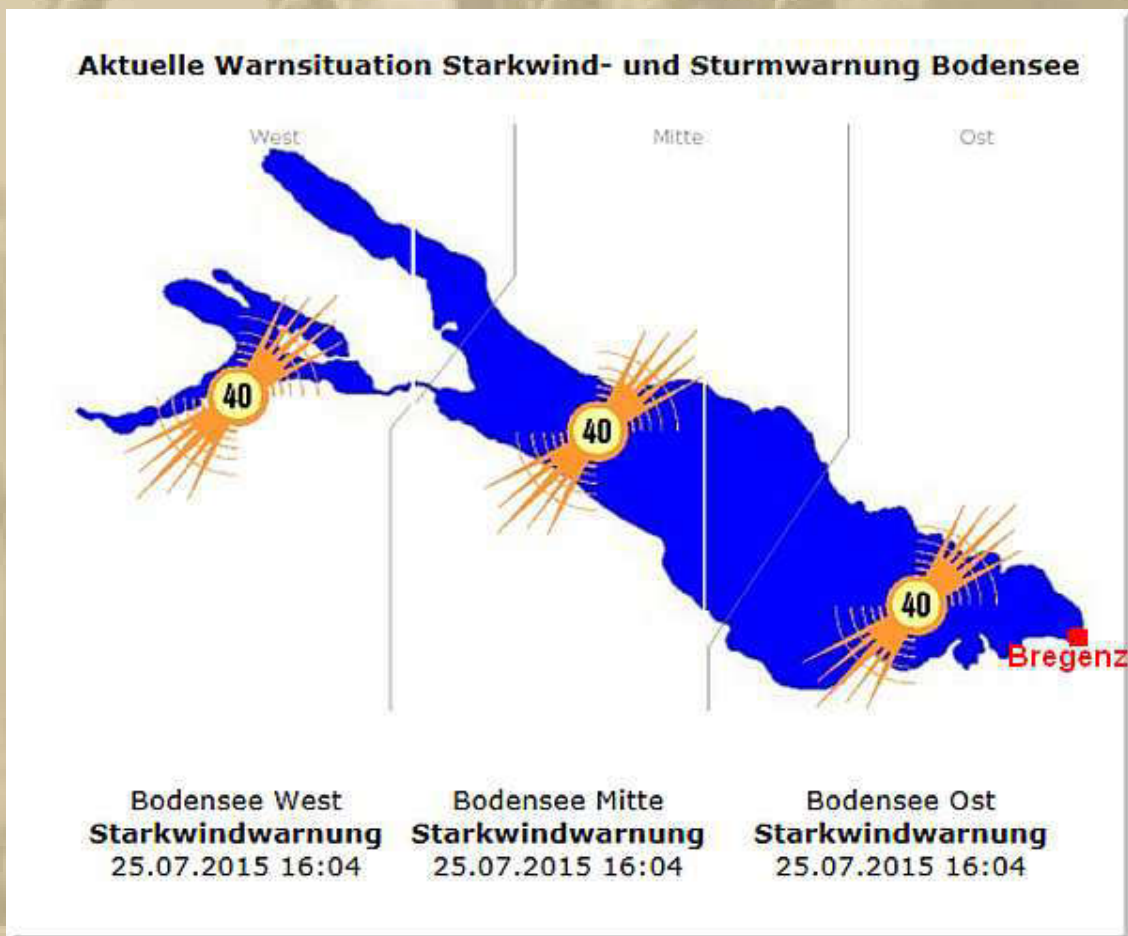 Aktuelle Warnsituation Starkwind- und Sturmwarnung Bodensee
West
Mitte
Ost
40
40
40
Bregenz
Bodensee West
Starkwindwarnung
25.07.2015 16:04
Bodensee Mitte
Starkwindwarnung
25.07.2015 16:04
Bodensee Ost
Starkwindwarnung
25.07.2015 16:04